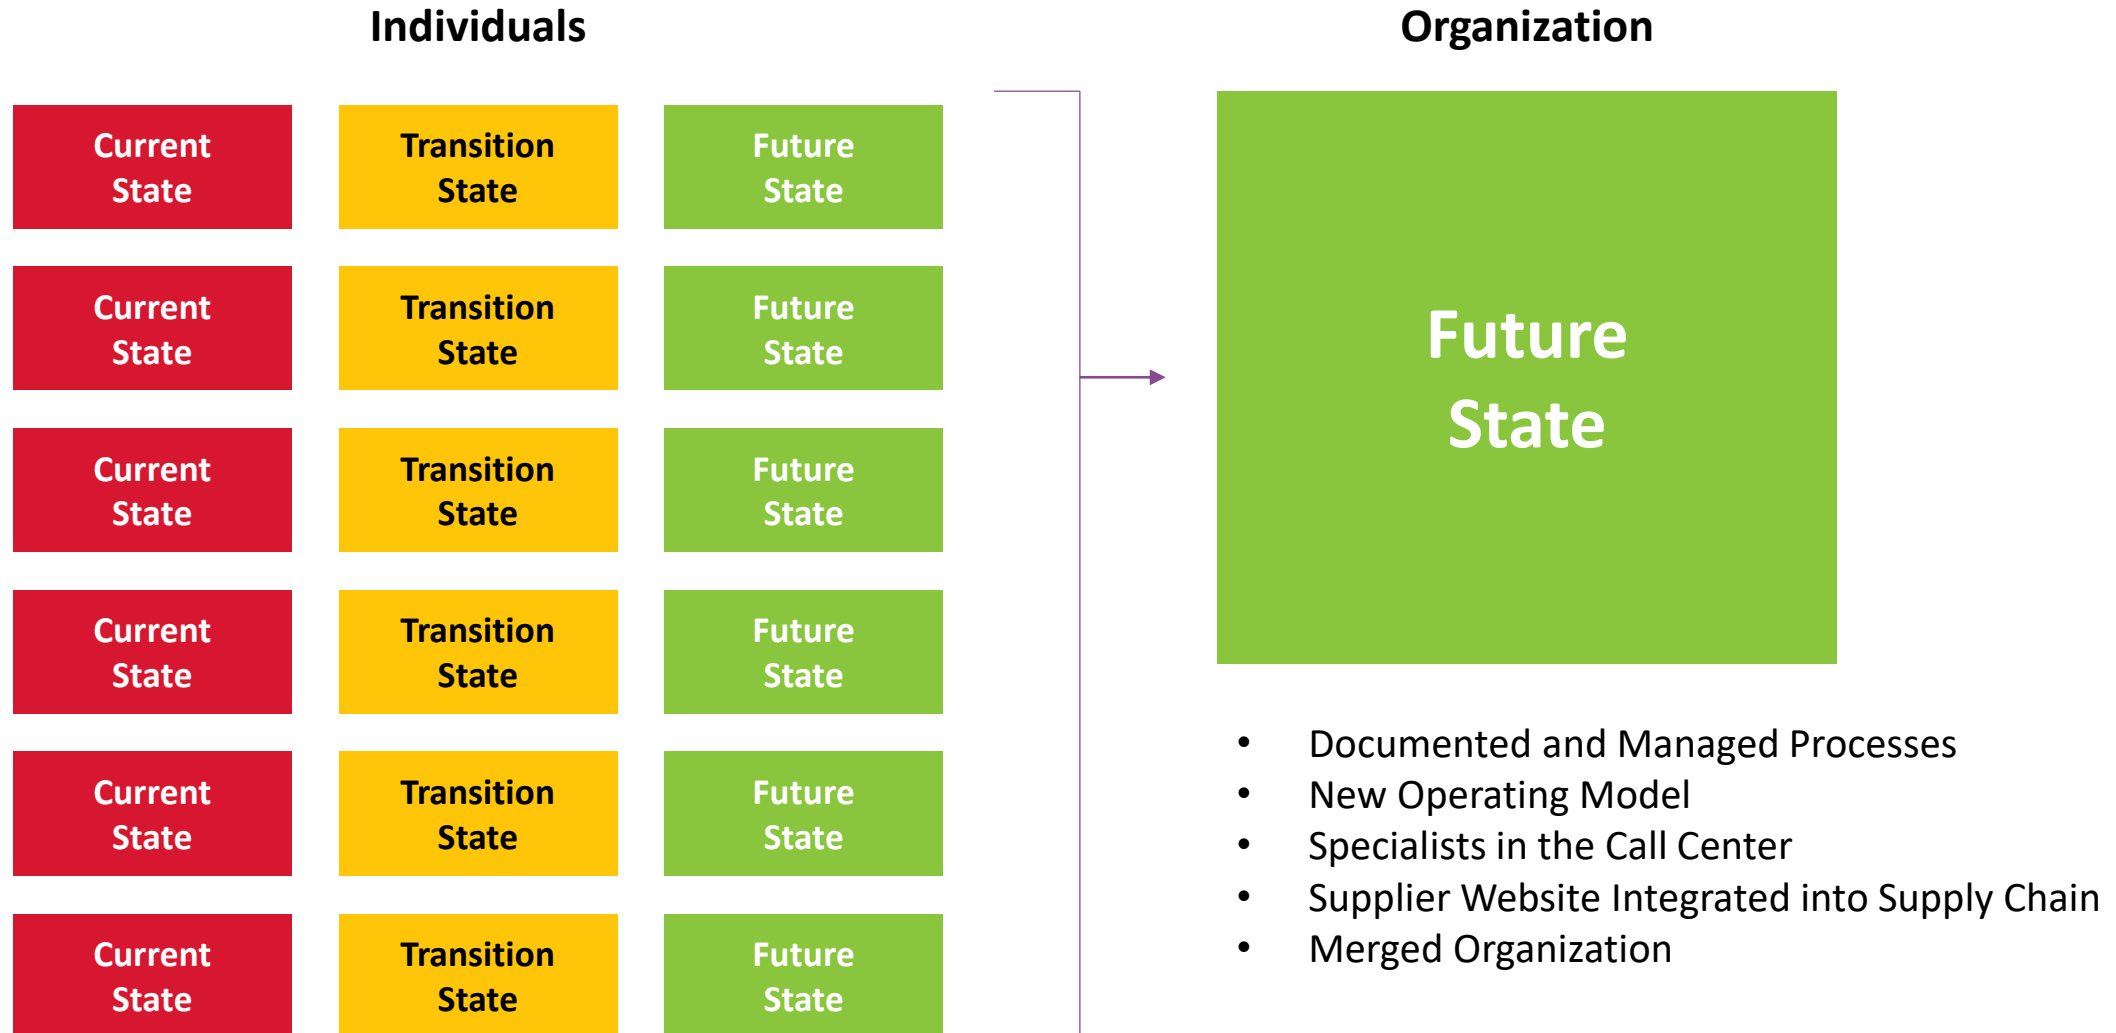 Individuals
Organization
Current
State
Transition
State
Future
State
Current
State
Transition
State
Future
State
Current
State
Transition
State
Future
State
Current
State
Transition
State
Future
State
Current
State
Transition
State
Future
State
Current
State
Transition
State
Future
State
Future
State
• Documented and Managed Processes
• New Operating Model
• Specialists in the Call Center
• Supplier Website Integrated into Supply Chain
• Merged Organization